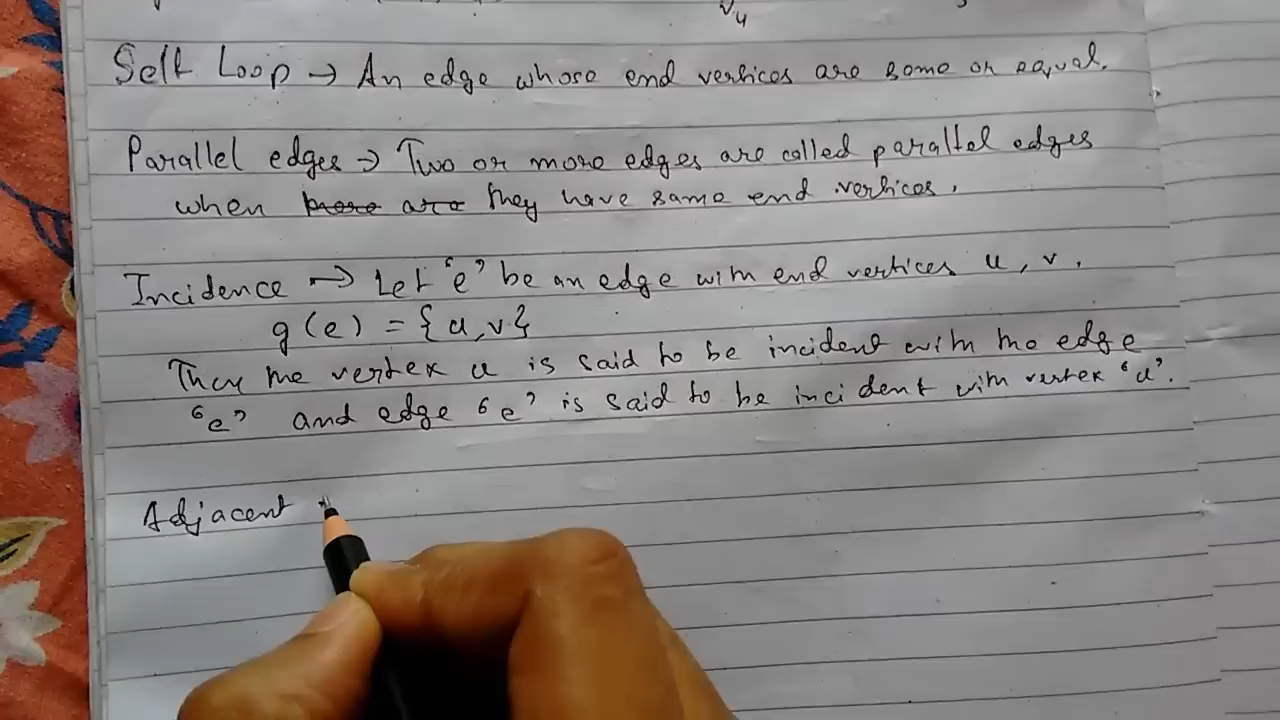 v4
Self Loop → An edge whose end vertices are same or equal.
Parallel edges → Two or more edges are called parallel edges
when more are they have same end vertices.
Incidence → Let 'e' be an edge with end vertices u, v.
g(e) = {u,v}
Then the vertex u is said to be incident with the edge
'e' and edge 'e' is said to be incident with vertex 'u'.
Adjacent